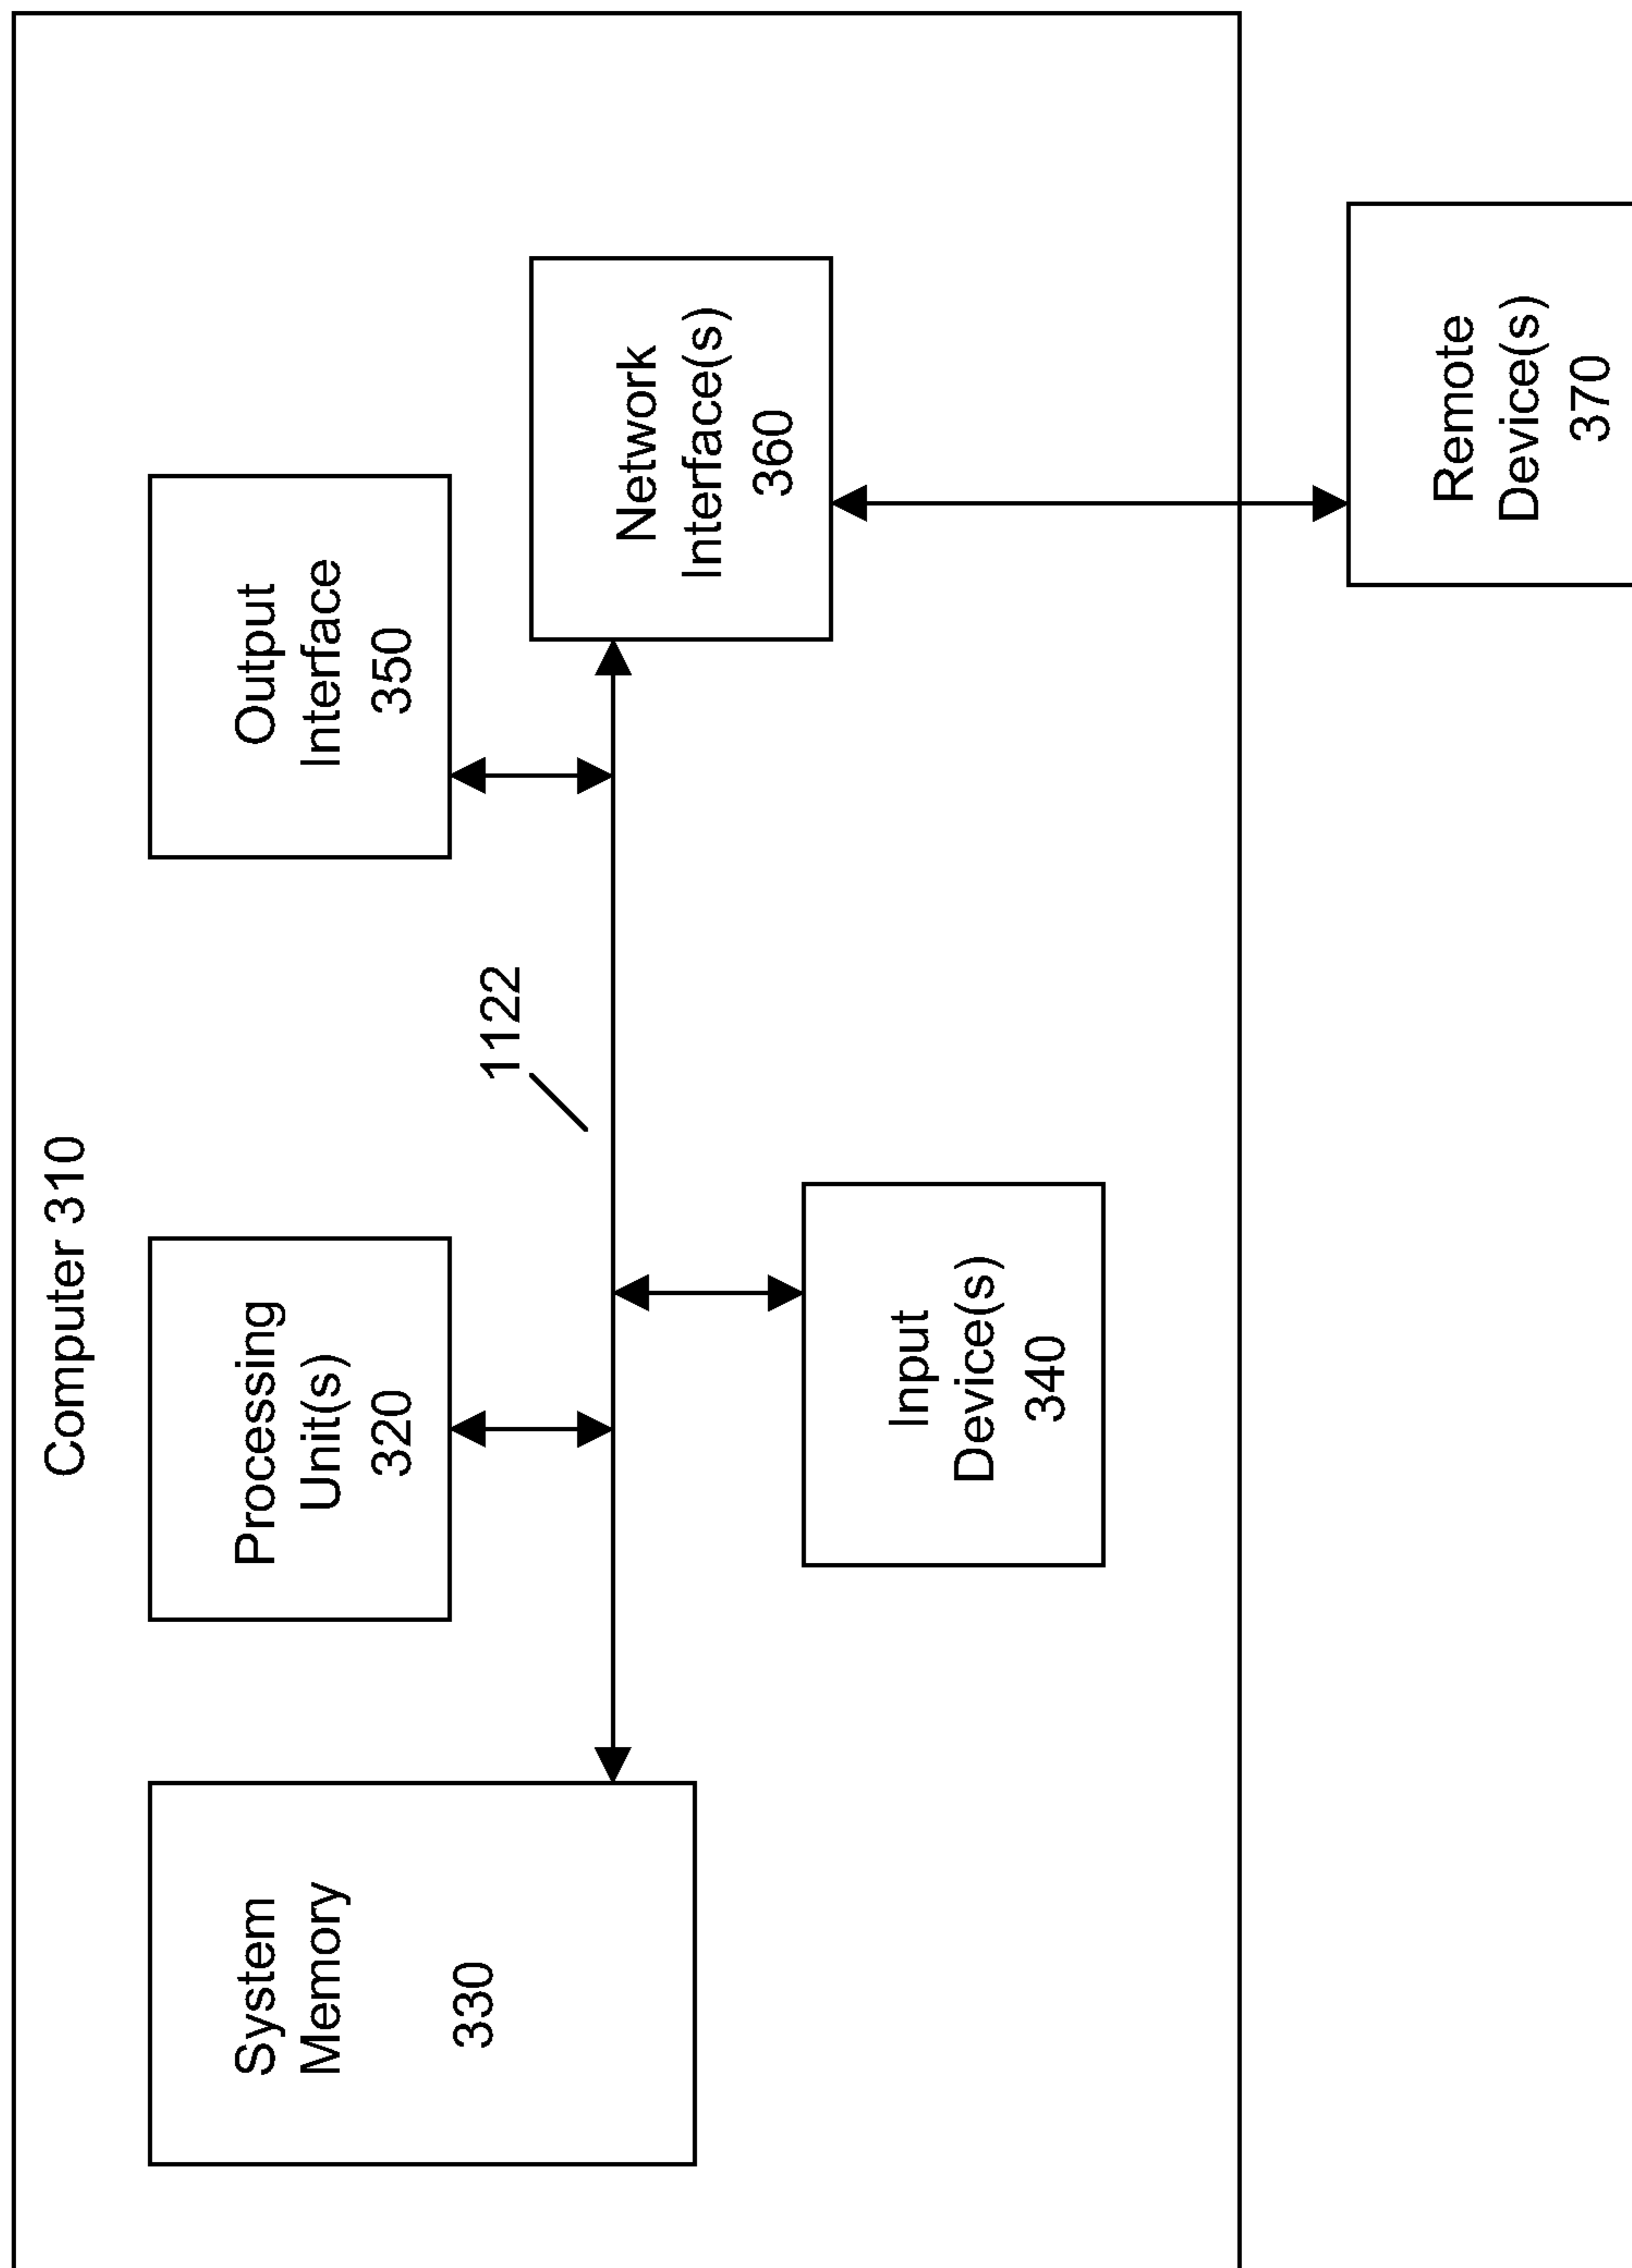 Computer 310
System
Memory
330
Processing
Unit(s)
320
Output
Interface
350
1122
Network
Interface(s)
360
Input
Device(s)
340
Remote
Device(s)
370